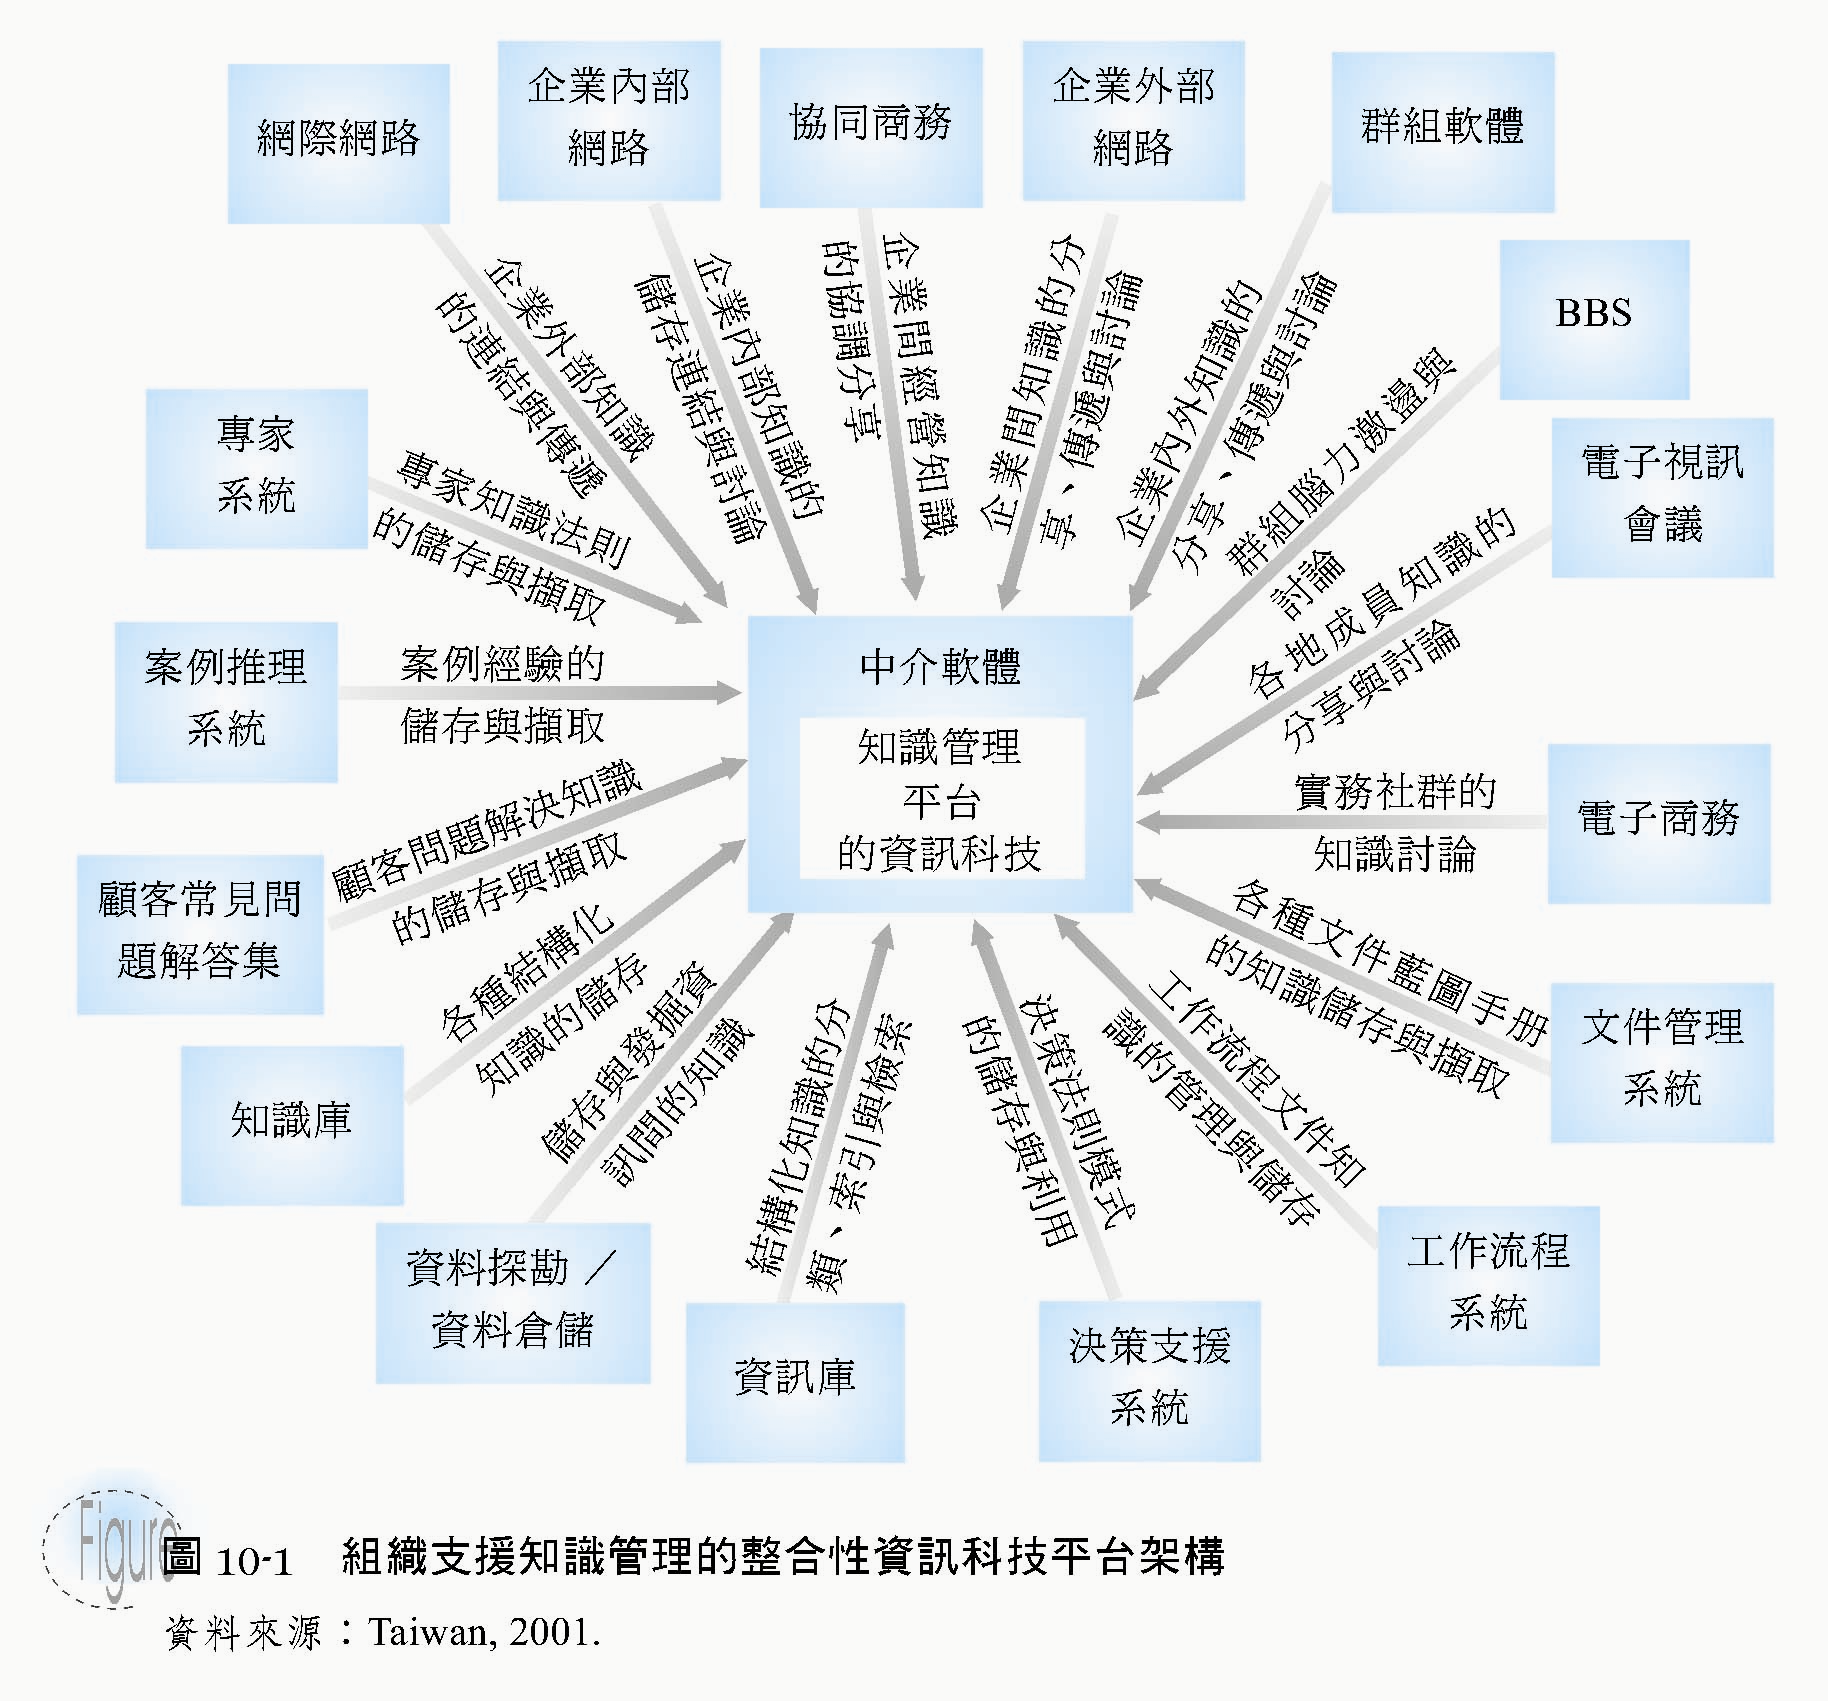 網際網路
企業內部
網路
協同商務
企業外部
網路
群組軟體
BBS
電子視訊
會議
電子商務
文件管理
系統
工作流程
系統
決策支援
系統
資訊庫
資料探勘／
資料倉儲
知識庫
顧客常見問
題解答集
案例推理
系統
專家
系統
企業外部知識
的連結與傳遞
企業內部知識的
儲存連結與討論
企業間經營知識
的協調分享
企業間知識的分
享、傳遞與討論
企業內外知識的
分享、傳遞與討論
群組腦力激盪與
討論
各地成員知識的
分享與討論
實務社群的
知識討論
各種文件藍圖手册
的知識儲存與擷取
工作流程文件知
識的管理與儲存
決策法則模式
的儲存與利用
結構化知識的分
類、索引與檢索
儲存與發掘資
訊間的知識
各種結構化
知識的儲存
顧客問題解決知識
的儲存與擷取
案例經驗的
儲存與擷取
專家知識法則
的儲存與擷取
中介軟體
知識管理
平台
的資訊科技
Figure
圖 10-1 組織支援知識管理的整合性資訊科技平台架構
資料來源：Taiwan, 2001.